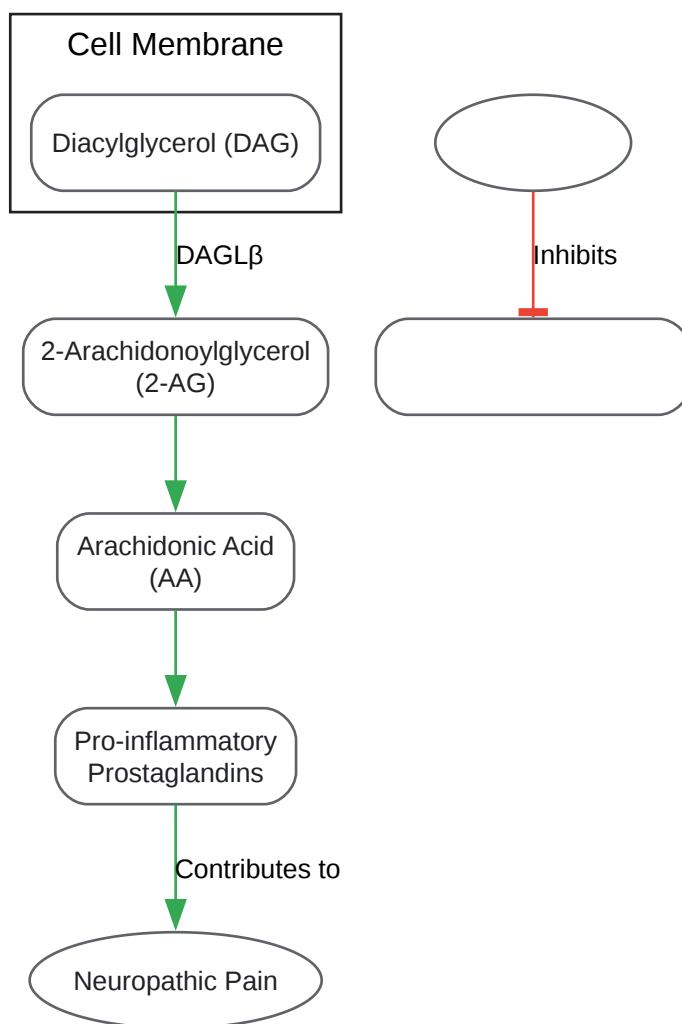 Cell Membrane
Diacylglycerol (DAG)
DAGLβ
Inhibits
2-Arachidonoylglycerol
(2-AG)
Arachidonic Acid
(AA)
Pro-inflammatory
Prostaglandins
Contributes to
Neuropathic Pain